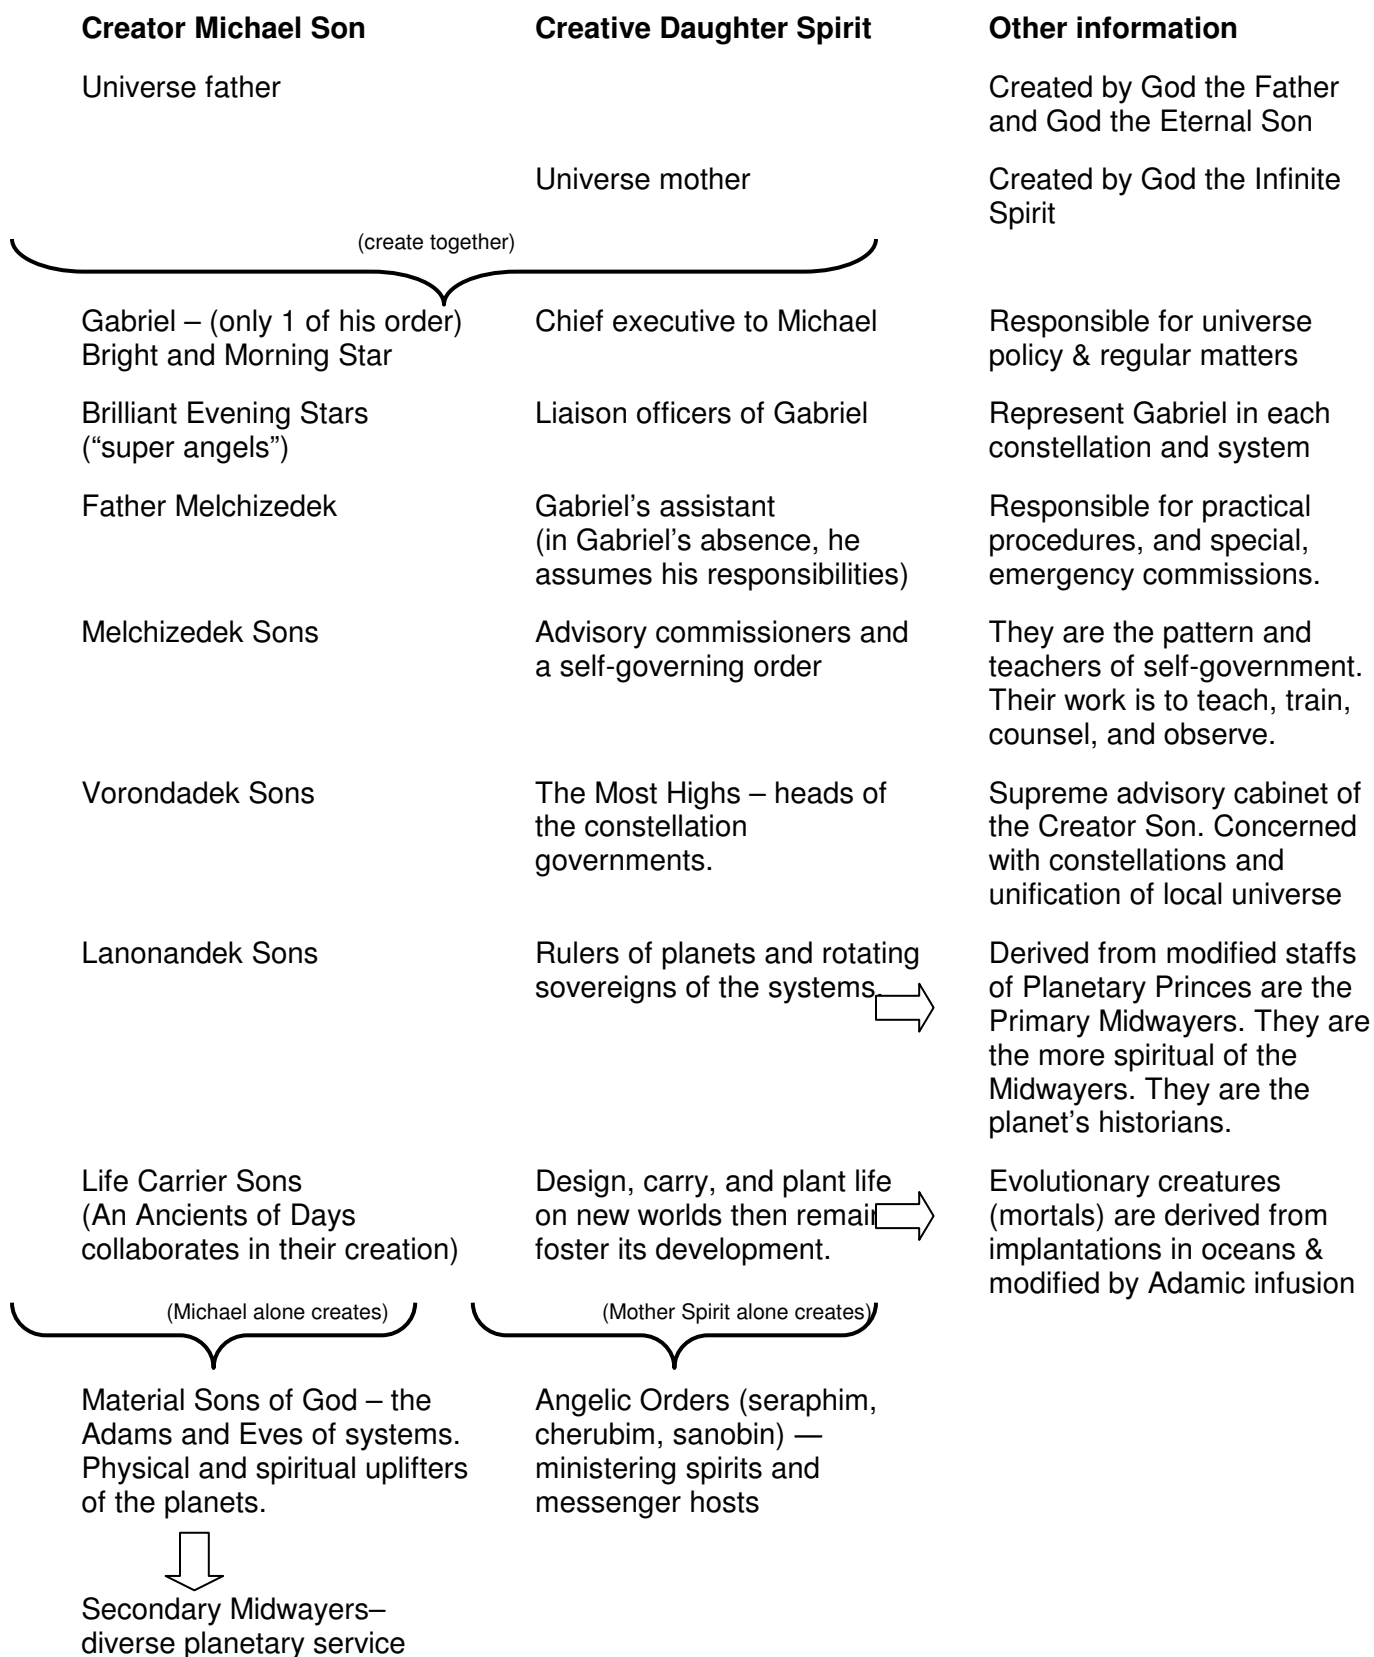 Creator Michael Son Creative Daughter Spirit Other information
Universe father
Created by God the Father
and God the Eternal Son
Universe mother
Created by God the Infinite
Spirit
(create together)
Gabriel – (only 1 of his order)
Bright and Morning Star
Chief executive to Michael
Responsible for universe
policy & regular matters
Brilliant Evening Stars
(“super angels”)
Liaison officers of Gabriel
Represent Gabriel in each
constellation and system
Father Melchizedek
Gabriel’s assistant
(in Gabriel’s absence, he
assumes his responsibilities)
Responsible for practical
procedures, and special,
emergency commissions.
Melchizedek Sons
Advisory commissioners and
a self-governing order
They are the pattern and
teachers of self-government.
Their work is to teach, train,
counsel, and observe.
Vorondadek Sons
The Most Highs – heads of
the constellation
governments.
Supreme advisory cabinet of
the Creator Son. Concerned
with constellations and
unification of local universe
Lanonandek Sons
Rulers of planets and rotating
sovereigns of the systems.
Derived from modified staffs
of Planetary Princes are the
Primary Midwayers. They are
the more spiritual of the
Midwayers. They are the
planet’s historians.
Life Carrier Sons
(An Ancients of Days
collaborates in their creation)
Design, carry, and plant life
on new worlds then remain
foster its development.
Evolutionary creatures
(mortals) are derived from
implantations in oceans &
modified by Adamic infusion
(Michael alone creates)
(Mother Spirit alone creates)
Material Sons of God – the
Adams and Eves of systems.
Physical and spiritual uplifters
of the planets.
Angelic Orders (seraphim,
cherubim, sanobin) —
ministering spirits and
messenger hosts
Secondary Midwayers–
diverse planetary service